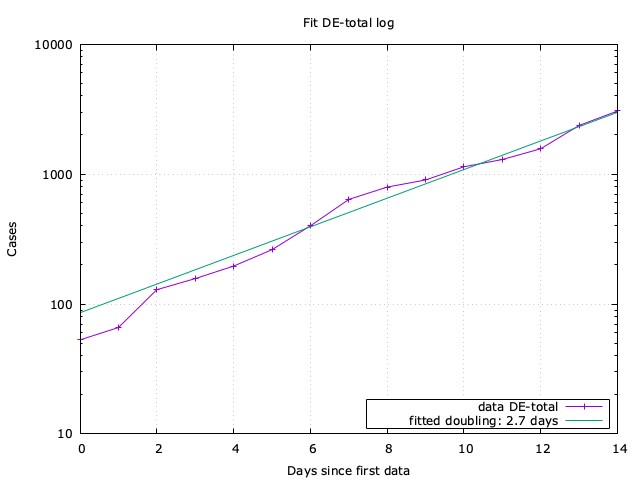 Fit DE-total log
10000
1000
100
10
Cases
0 2 4 6 8 10 12 14
Days since first data
data DE-total
fitted doubling: 2.7 days